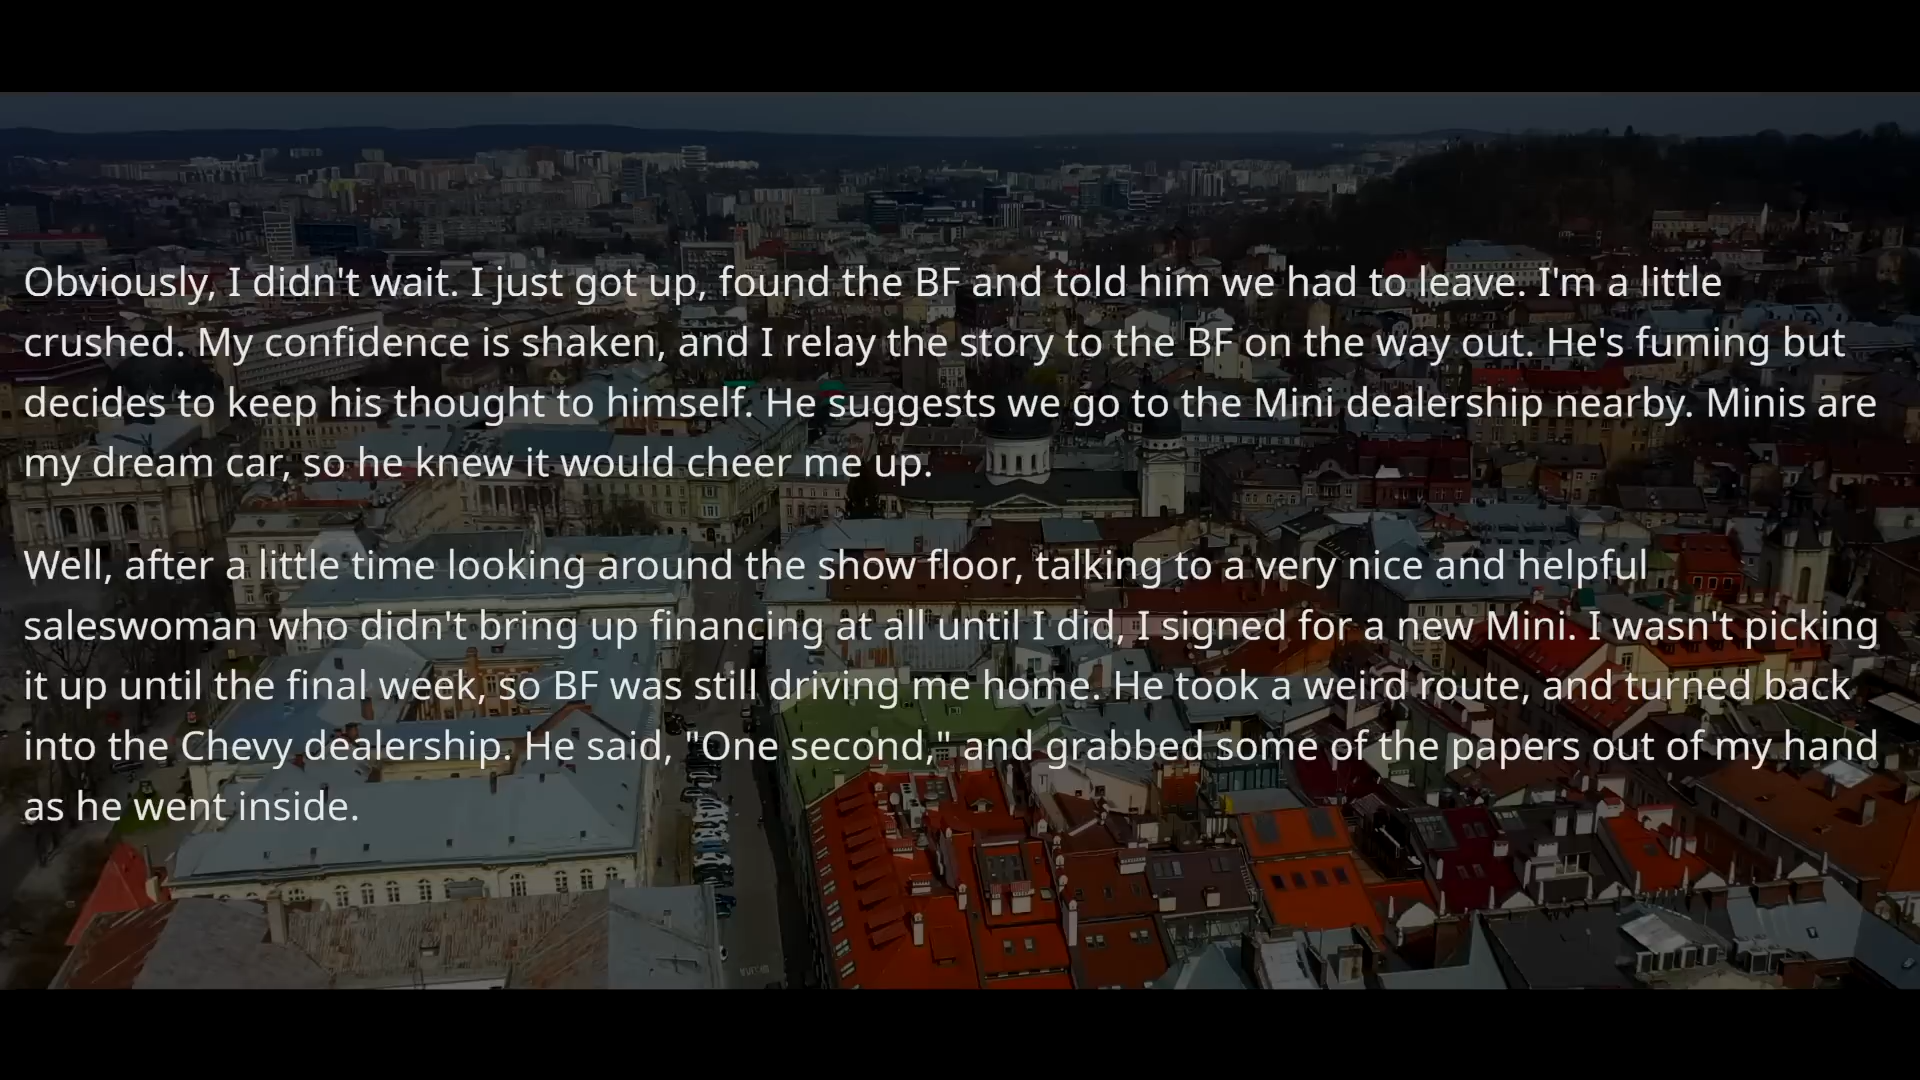 Obviously, I didn't wait. I just got up, found the BF and told him we had to leave. I'm a little
crushed. My confidence is shaken, and I relay the story to the BF on the way out. He's fuming but
decides to keep his thought to himself. He suggests we go to the Mini dealership nearby. Minis are
my dream car, so he knew it would cheer me up.
Well, after a little time looking around the show floor, talking to a very nice and helpful
saleswoman who didn't bring up financing at all until I did, I signed for a new Mini. I wasn't picking
it up until the final week, so BF was still driving me home. He took a weird route, and turned back
into the Chevy dealership. He said, "One second," and grabbed some of the papers out of my hand
as he went inside.